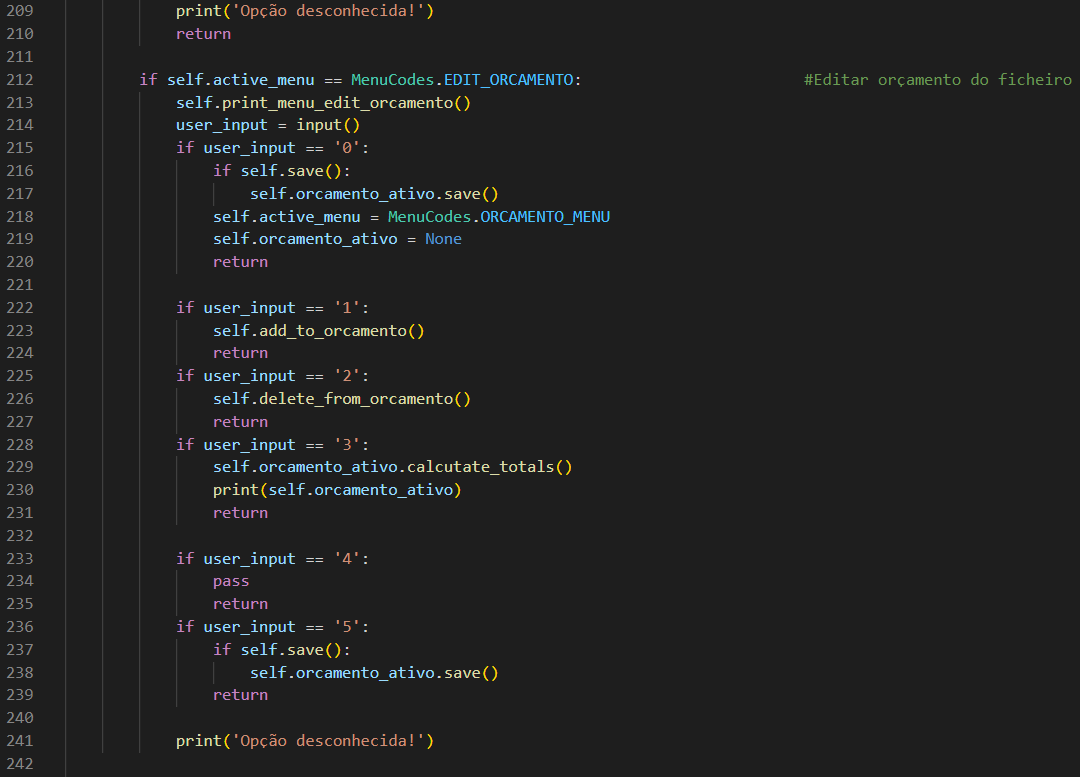 209                print('Opção desconhecida!')
210                return
211
212            if self.active_menu == MenuCodes.EDIT_ORCAMENTO:                        #Editar orçamento do ficheiro
213                self.print_menu_edit_orcamento()
214                user_input = input()
215                if user_input == '0':
216                    if self.save():
217                        self.orcamento_ativo.save()
218                    self.active_menu = MenuCodes.ORCAMENTO_MENU
219                    self.orcamento_ativo = None
220                    return
221
222                if user_input == '1':
223                    self.add_to_orcamento()
224                    return
225                if user_input == '2':
226                    self.delete_from_orcamento()
227                    return
228                if user_input == '3':
229                    self.orcamento_ativo.calcutate_totals()
230                    print(self.orcamento_ativo)
231                    return
232
233                if user_input == '4':
234                    pass
235                    return
236                if user_input == '5':
237                    if self.save():
238                        self.orcamento_ativo.save()
239                    return
240
241                print('Opção desconhecida!')
242